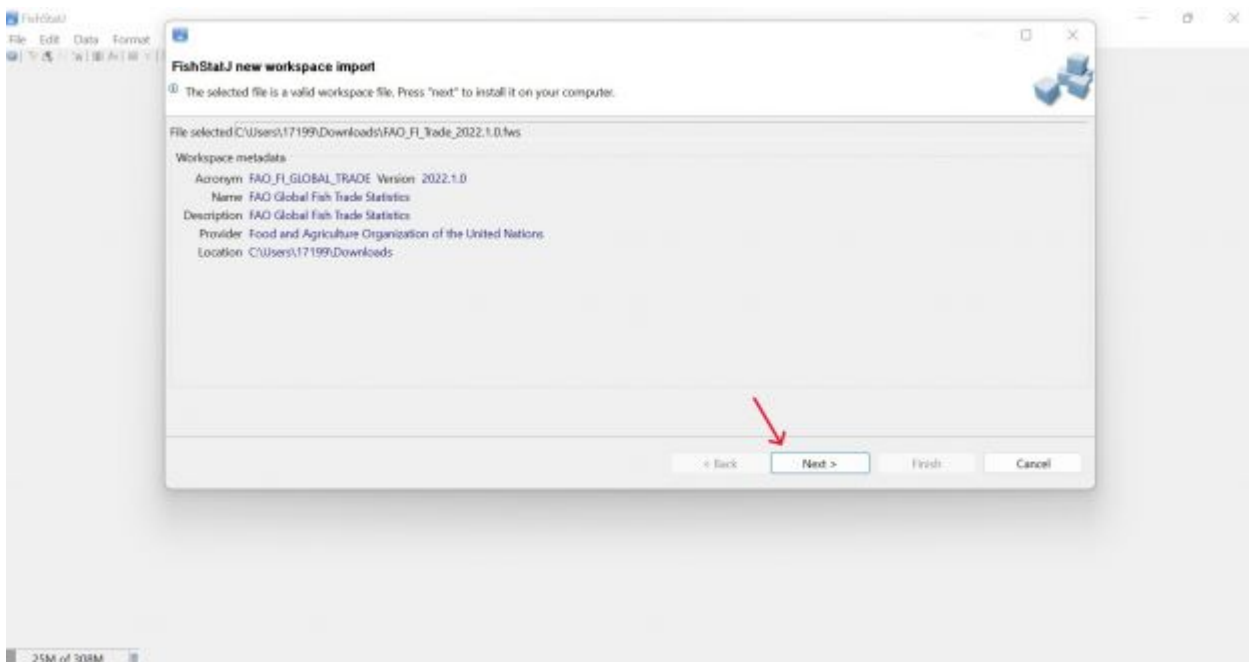 FishStatJ
File Edit Data Format
FishStatJ new workspace import
The selected file is a valid workspace file. Press "next" to install it on your computer.
File selected C:\Users\17199\Downloads\FAO_FI_Trade_2022.1.0.fws
Workspace metadata
Acronym FAO_FI_GLOBAL_TRADE Version 2022.1.0
Name FAO Global Fish Trade Statistics
Description FAO Global Fish Trade Statistics
Provider Food and Agriculture Organization of the United Nations
Location C:\Users\17199\Downloads
< Back Next > Finish Cancel
25M of 308M